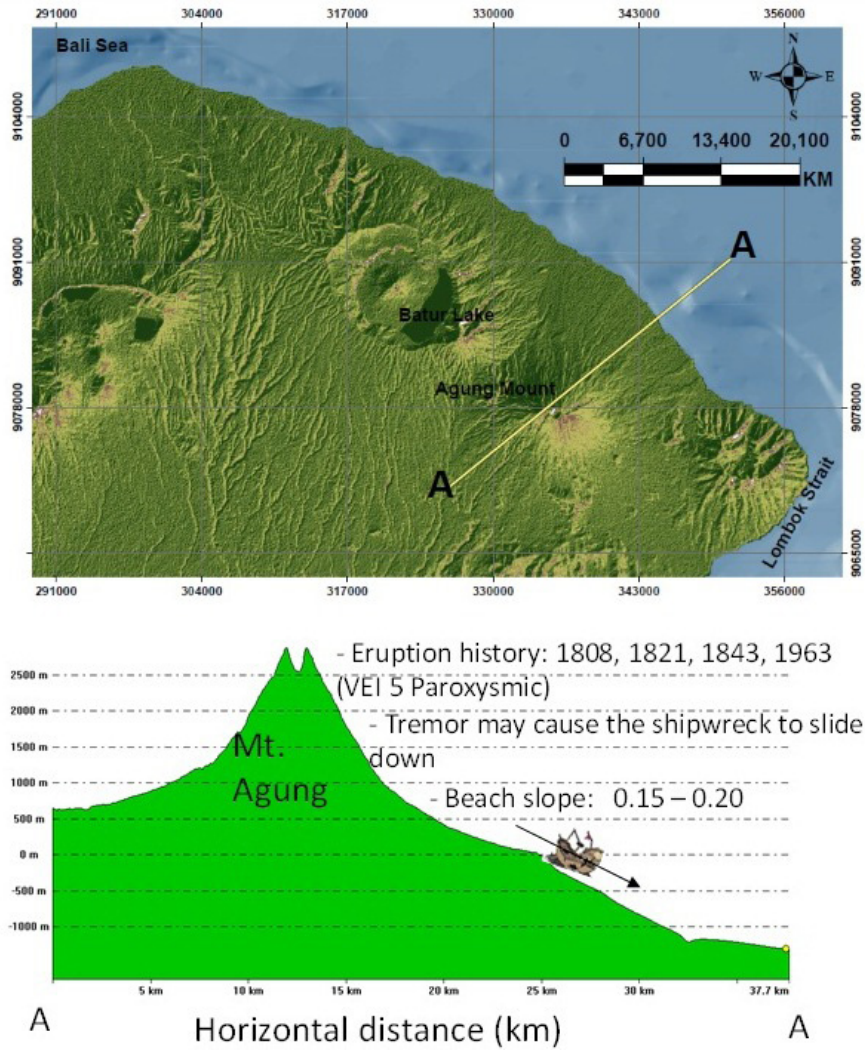 291000 304000 317000 330000 343000 356000
Bali Sea
N
W E
S
9104000 9104000
0 6,700 13,400 20,100
KM
A
9091000 9091000
Batur Lake
Agung Mount
9078000 9078000
A
Lombok Strait
9065000 9065000
291000 304000 317000 330000 343000 356000
- Eruption history: 1808, 1821, 1843, 1963
(VEI 5 Paroxysmic)
- Tremor may cause the shipwreck to slide
down
- Beach slope: 0.15 – 0.20
Mt.
Agung
2500 m
2000 m
1500 m
1000 m
500 m
0 m
-500 m
-1000 m
5 km 10 km 15 km 20 km 25 km 30 km 37.7 km
A A
Horizontal distance (km)